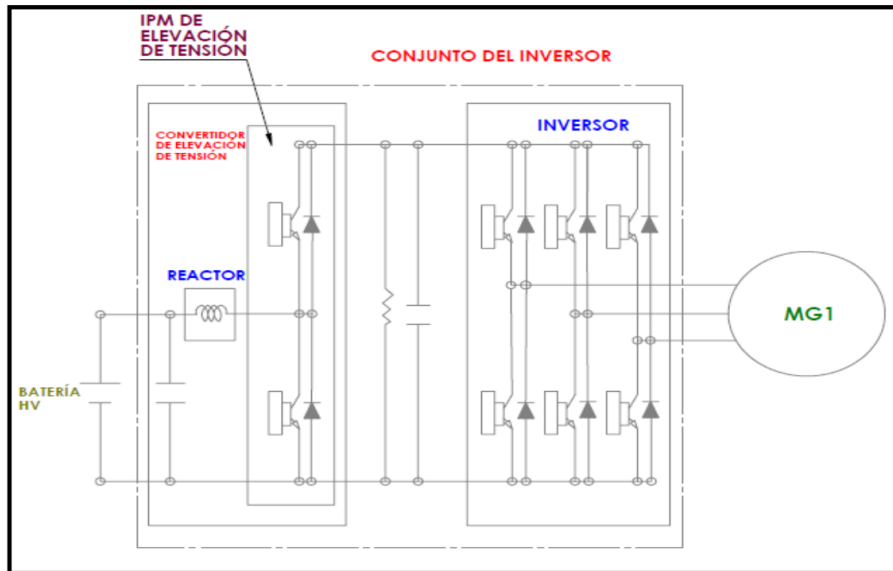 IPM DE
ELEVACIÓN
DE TENSIÓN
CONJUNTO DEL INVERSOR
CONVERTIDOR
DE ELEVACIÓN
DE TENSIÓN
INVERSOR
REACTOR
MG1
BATERÍA
HV